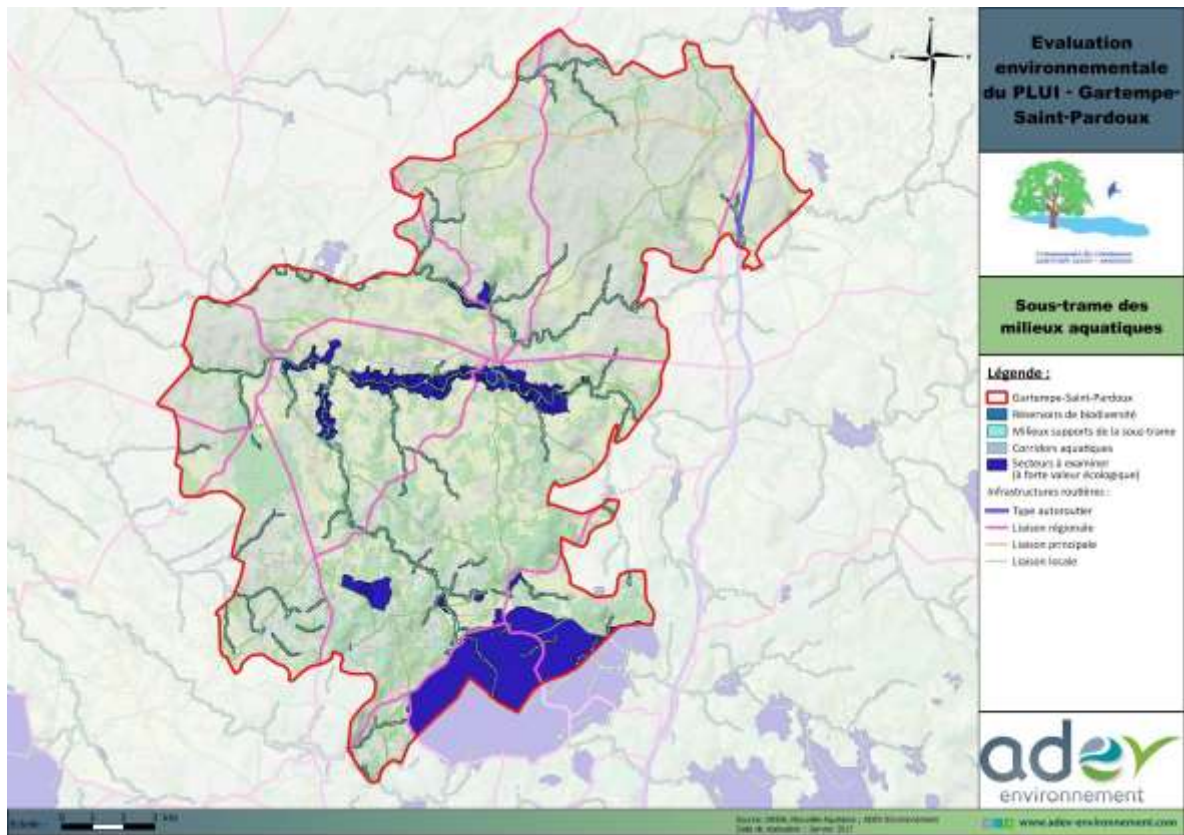 Evaluation
environnementale
du PLUI - Gartempe-
Saint-Pardoux
Sous-trame des
milieux aquatiques
Légende :
Gartempe-Saint-Pardoux
Réservoirs de biodiversité
Milieux supports de la sous-trame
Corridors aquatiques
Secteurs à examiner
(à forte valeur écologique)
Infrastructures routières :
Type autoroutier
Liaison régionale
Liaison principale
Liaison locale
adev
environnement
www.adev-environnement.com